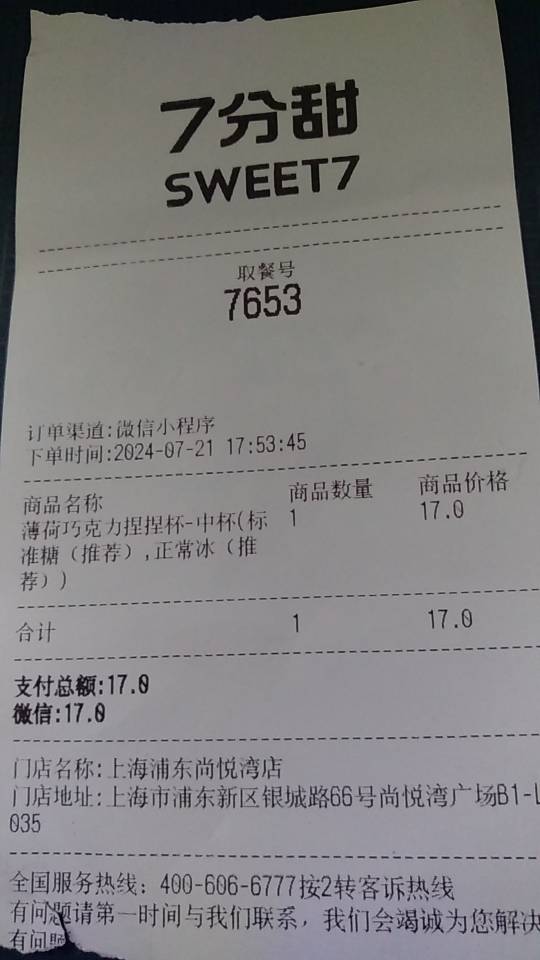 7分甜
SWEET7
取餐号
7653
订单渠道:微信小程序
下单时间:2024-07-21 17:53:45
商品名称 商品数量 商品价格
薄荷巧克力捏捏杯-中杯(标 1 17.0
准糖（推荐）,正常冰（推
荐）)
合计 1 17.0
支付总额:17.0
微信:17.0
门店名称:上海浦东尚悦湾店
门店地址:上海市浦东新区银城路66号尚悦湾广场B1-L
035
全国服务热线: 400-606-6777按2转客诉热线
有问题请第一时间与我们联系，我们会竭诚为您解决
有问题